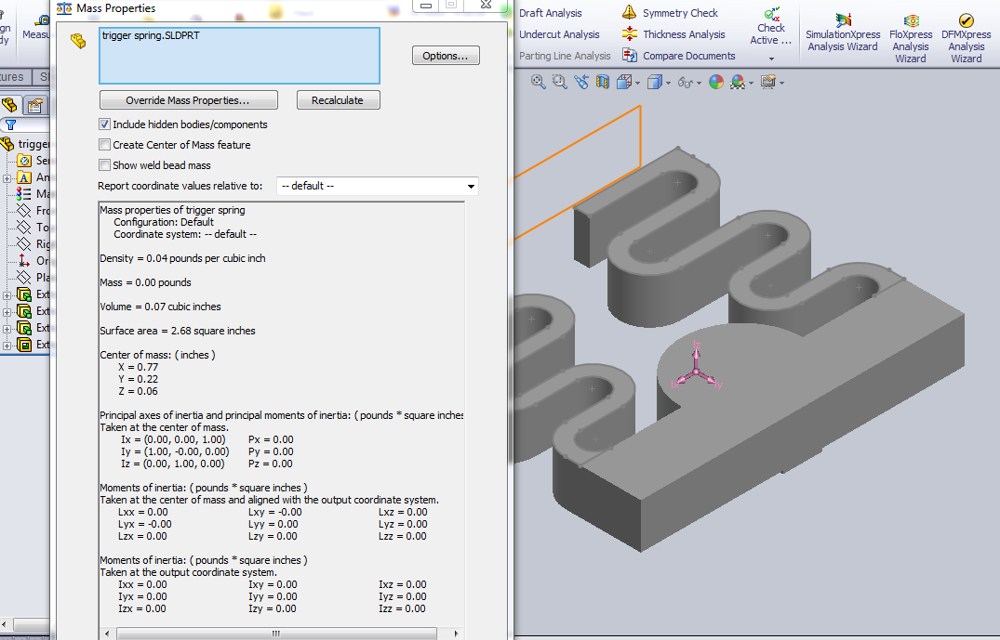 Mass Properties
trigger spring.SLDPRT
Options...
Override Mass Properties...
Recalculate
Include hidden bodies/components
Create Center of Mass feature
Show weld bead mass
Report coordinate values relative to:
-- default --
Mass properties of trigger spring
Configuration: Default
Coordinate system: -- default --
Density = 0.04 pounds per cubic inch
Mass = 0.00 pounds
Volume = 0.07 cubic inches
Surface area = 2.68 square inches
Center of mass: ( inches )
X = 0.77
Y = 0.22
Z = 0.06
Principal axes of inertia and principal moments of inertia: ( pounds * square inches
Taken at the center of mass.
Ix = (0.00, 0.00, 1.00) Px = 0.00
Iy = (1.00, -0.00, 0.00) Py = 0.00
Iz = (0.00, 1.00, 0.00) Pz = 0.00
Moments of inertia: ( pounds * square inches )
Taken at the center of mass and aligned with the output coordinate system.
Lxx = 0.00 Lxy = -0.00 Lxz = 0.00
Lyx = -0.00 Lyy = 0.00 Lyz = 0.00
Lzx = 0.00 Lzy = 0.00 Lzz = 0.00
Moments of inertia: ( pounds * square inches )
Taken at the output coordinate system.
Ixx = 0.00 Ixy = 0.00 Ixz = 0.00
Iyx = 0.00 Iyy = 0.00 Iyz = 0.00
Izx = 0.00 Izy = 0.00 Izz = 0.00
Draft Analysis
Undercut Analysis
Parting Line Analysis
Symmetry Check
Thickness Analysis
Compare Documents
Check
Active ...
SimulationXpress
Analysis Wizard
FloXpress
Analysis
Wizard
DFMXpress
Analysis
Wizard
Measu
ures
trigger
Sen
An
Ma
Fro
To
Rig
Ori
Pla
Ext
Ext
Ext
Ext
Iz
Ix
Iy